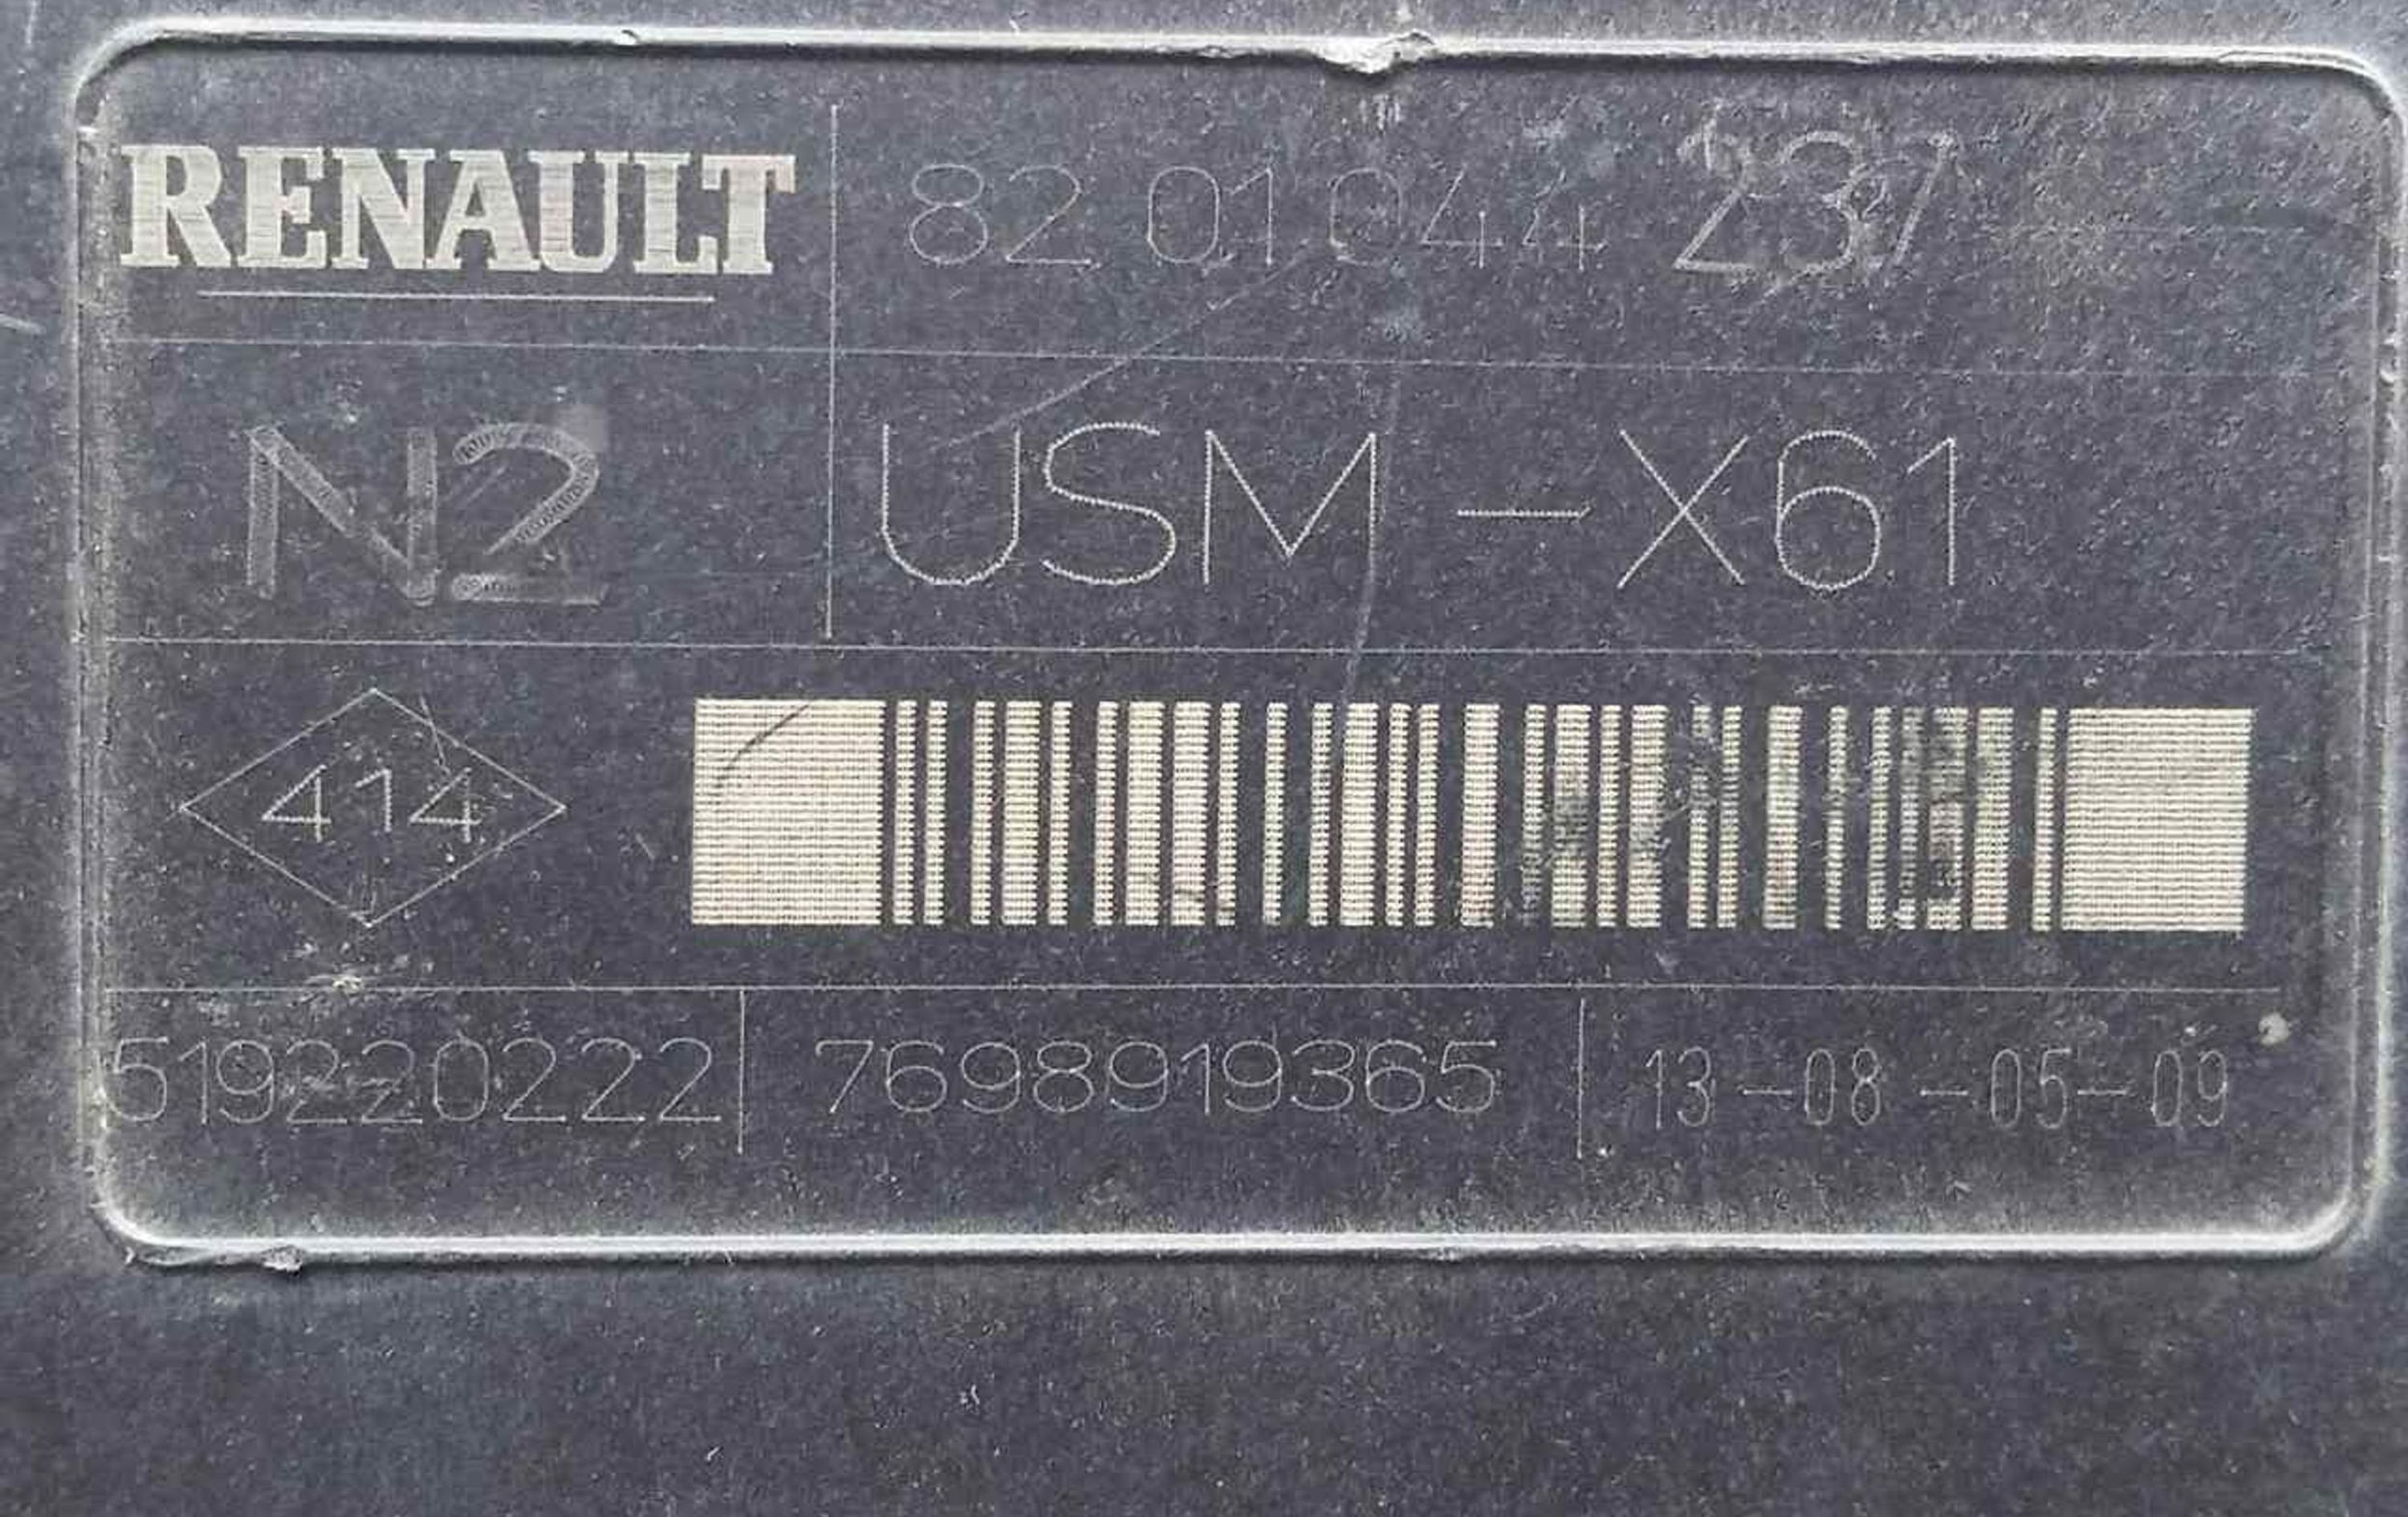 RENAULT 82 01 044 237
N2 USM-X61
414
519220222 7698919365 13-08-05-09